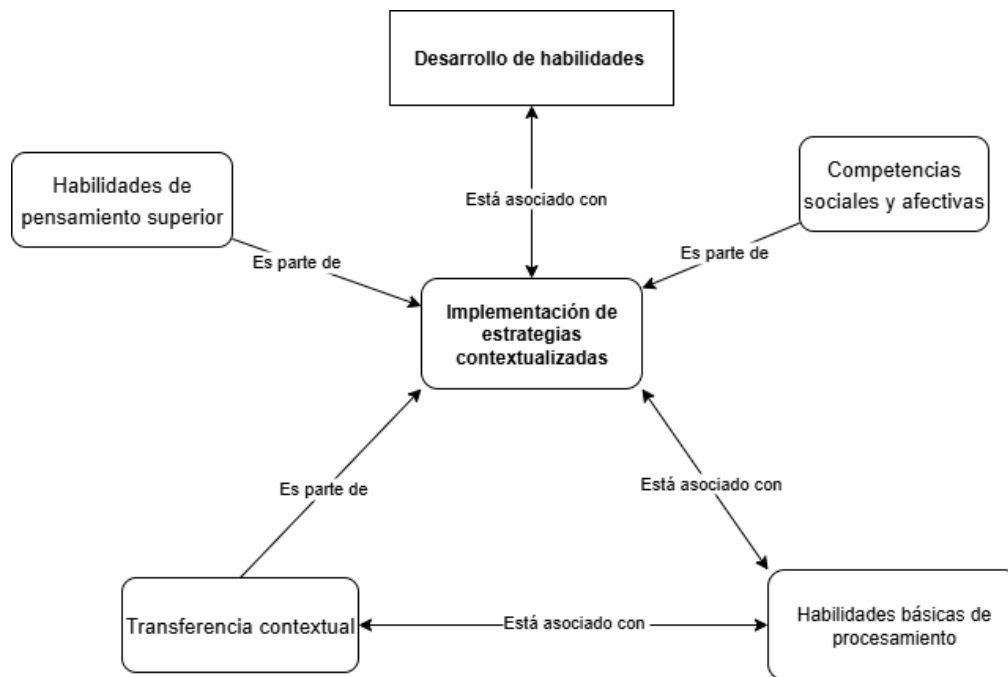 Desarrollo de habilidades
Habilidades de
pensamiento superior
Competencias
sociales y afectivas
Está asociado con
Es parte de
Es parte de
Implementación de
estrategias
contextualizadas
Es parte de
Está asociado con
Transferencia contextual
Está asociado con
Habilidades básicas de
procesamiento